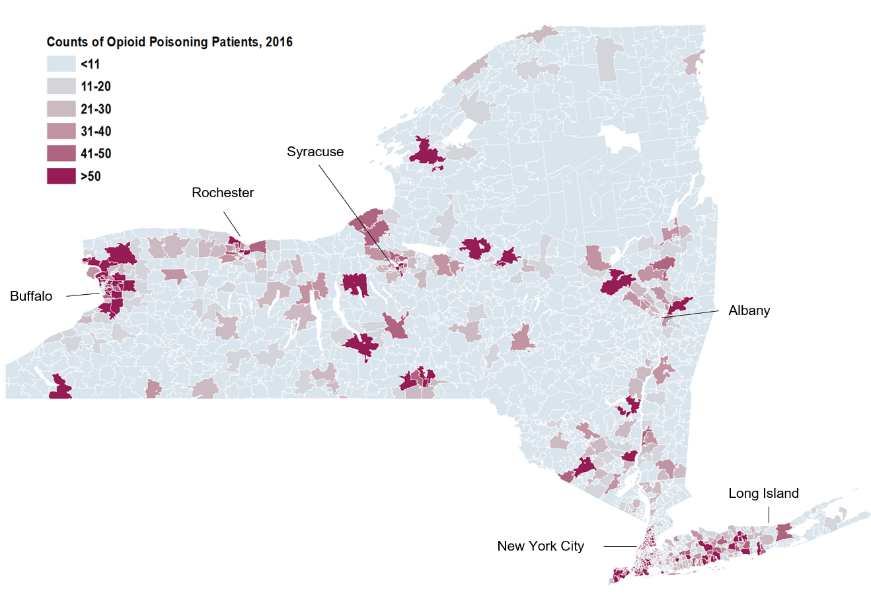 Counts of Opioid Poisoning Patients, 2016
<11
11-20
21-30
31-40
41-50
>50
Syracuse
Rochester
Buffalo
Albany
Long Island
New York City